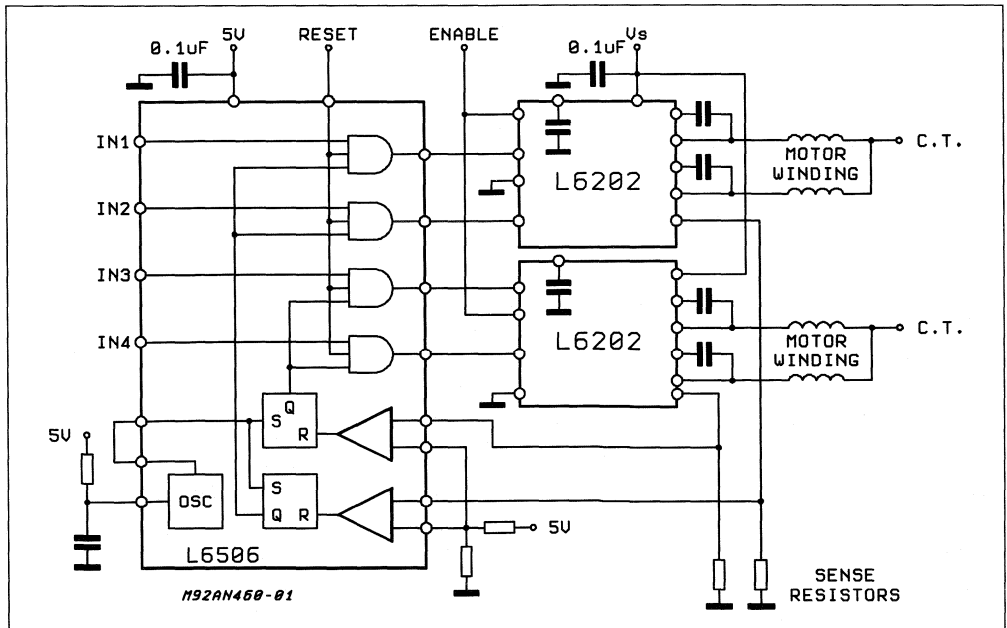 5V RESET ENABLE Vs
0.1uF 0.1uF
IN1
IN2
IN3
IN4
L6202
MOTOR
WINDING
C.T.
L6202
MOTOR
WINDING
C.T.
Q
S
R
S
Q R
5V
OSC
L6506
5V
M92AN460-01
SENSE
RESISTORS